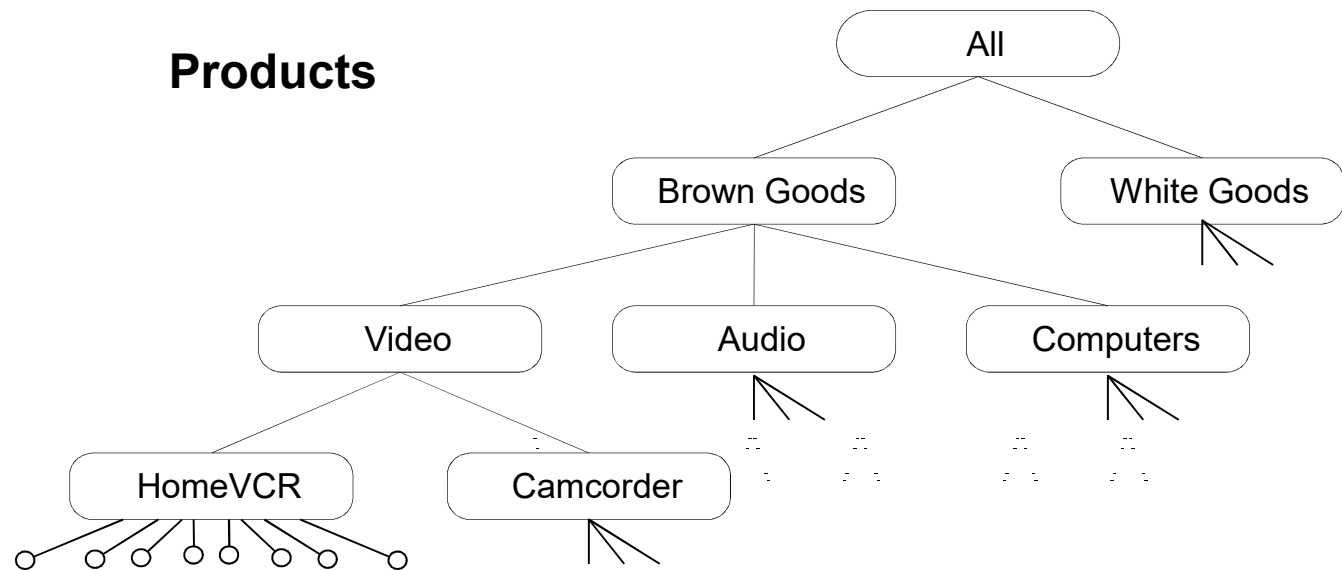 Products
All
Brown Goods
White Goods
Video
Audio
Computers
HomeVCR
Camcorder